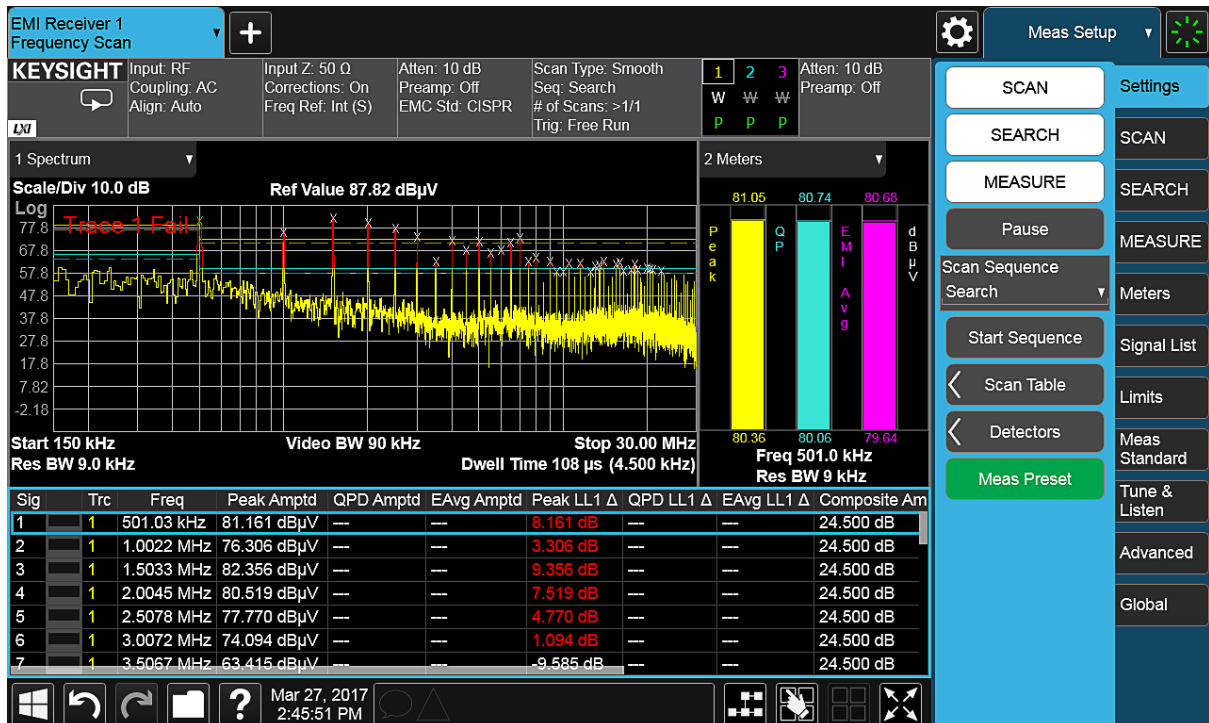 EMI Receiver 1
Frequency Scan
+
Meas Setup
KEYSIGHT
LXI
Input: RF
Coupling: AC
Align: Auto
Input Z: 50 Ω
Corrections: On
Freq Ref: Int (S)
Atten: 10 dB
Preamp: Off
EMC Std: CISPR
Scan Type: Smooth
Seq: Search
# of Scans: >1/1
Trig: Free Run
1 2 3
W W W
P P P
Atten: 10 dB
Preamp: Off
1 Spectrum
Scale/Div 10.0 dB
Ref Value 87.82 dBµV
Log
Trace 1 Fail
77.8
67.8
57.8
47.8
37.8
27.8
17.8
7.82
-2.18
Start 150 kHz
Video BW 90 kHz
Stop 30.00 MHz
Res BW 9.0 kHz
Dwell Time 108 µs (4.500 kHz)
2 Meters
81.05 80.74 80.68
Peak
QP
EMI Avg
dBµV
80.36 80.06 79.64
Freq 501.0 kHz
Res BW 9 kHz
Sig Trc Freq Peak Amptd QPD Amptd EAvg Amptd Peak LL1 Δ QPD LL1 Δ EAvg LL1 Δ Composite Am
1 1 501.03 kHz 81.161 dBµV --- --- 8.161 dB --- --- 24.500 dB
2 1 1.0022 MHz 76.306 dBµV --- --- 3.306 dB --- --- 24.500 dB
3 1 1.5033 MHz 82.356 dBµV --- --- 9.356 dB --- --- 24.500 dB
4 1 2.0045 MHz 80.519 dBµV --- --- 7.519 dB --- --- 24.500 dB
5 1 2.5078 MHz 77.770 dBµV --- --- 4.770 dB --- --- 24.500 dB
6 1 3.0072 MHz 74.094 dBµV --- --- 1.094 dB --- --- 24.500 dB
7 1 3.5067 MHz 63.415 dBµV --- --- -9.585 dB --- --- 24.500 dB
?
Mar 27, 2017
2:45:51 PM
SCAN
SEARCH
MEASURE
Pause
Scan Sequence
Search
Start Sequence
Scan Table
Detectors
Meas Preset
Settings
SCAN
SEARCH
MEASURE
Meters
Signal List
Limits
Meas
Standard
Tune &
Listen
Advanced
Global